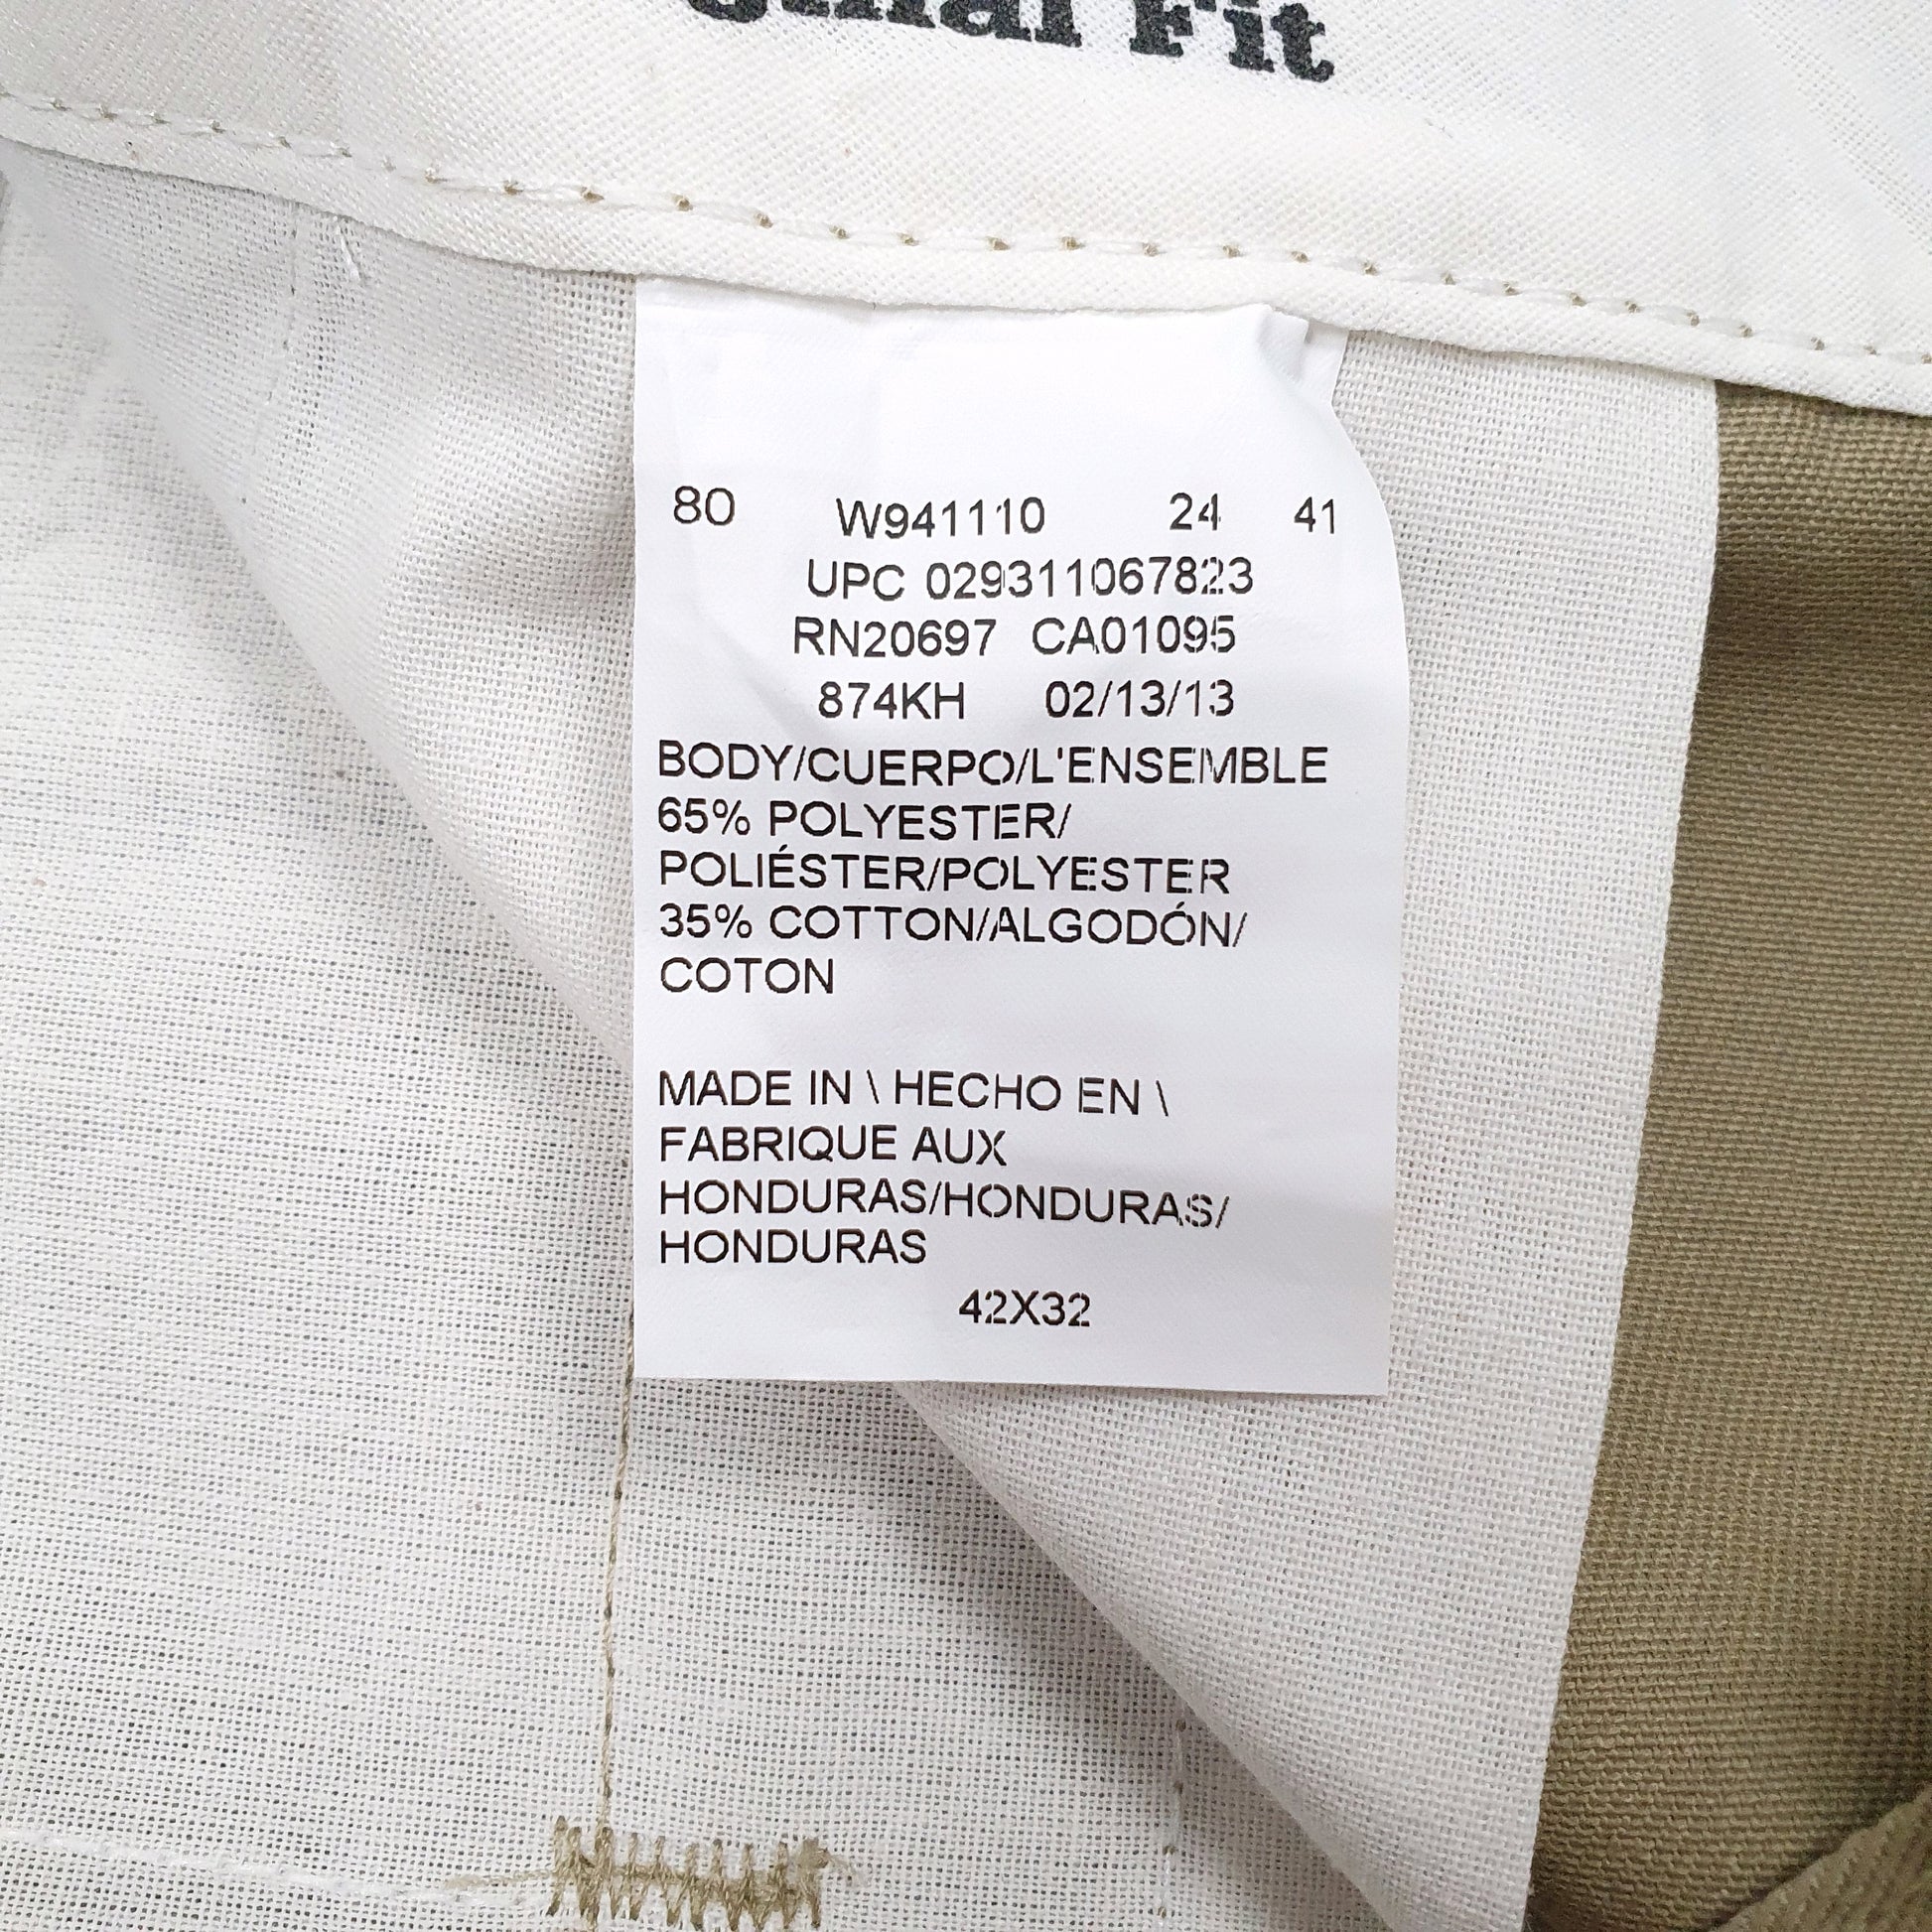 Fit
80 W941110 24 41
UPC 029311067823
RN20697 CA01095
874KH 02/13/13
BODY/CUERPO/L'ENSEMBLE
65% POLYESTER/
POLIÉSTER/POLYESTER
35% COTTON/ALGODÓN/
COTON
MADE IN \ HECHO EN \
FABRIQUE AUX
HONDURAS/HONDURAS/
HONDURAS
42X32